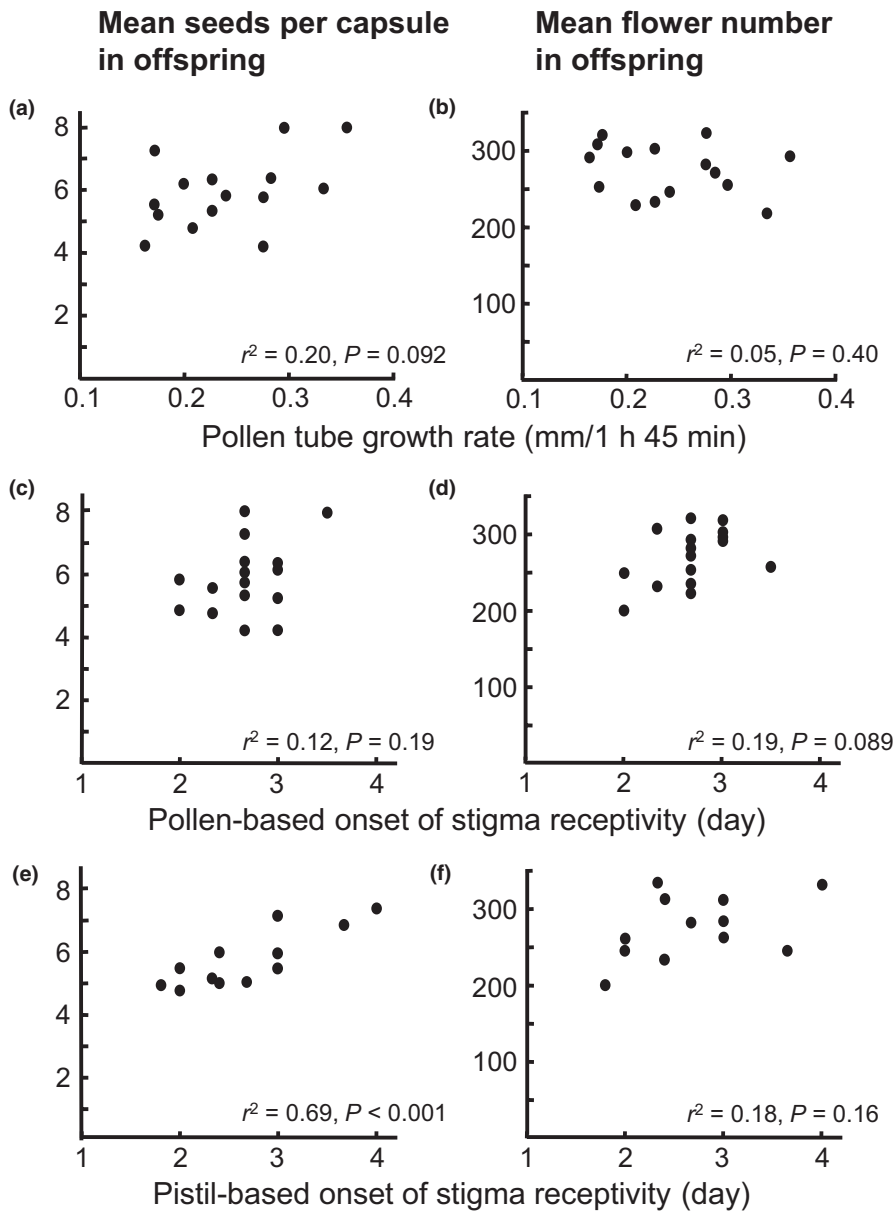 Mean seeds per capsule
in offspring
Mean flower number
in offspring
(a)
8
6
4
2
r² = 0.20, P = 0.092
0.1 0.2 0.3 0.4
(b)
300
200
100
r² = 0.05, P = 0.40
0.1 0.2 0.3 0.4
Pollen tube growth rate (mm/1 h 45 min)
(c)
8
6
4
2
r² = 0.12, P = 0.19
1 2 3 4
(d)
300
200
100
r² = 0.19, P = 0.089
1 2 3 4
Pollen-based onset of stigma receptivity (day)
(e)
8
6
4
2
r² = 0.69, P < 0.001
1 2 3 4
(f)
300
200
100
r² = 0.18, P = 0.16
1 2 3 4
Pistil-based onset of stigma receptivity (day)